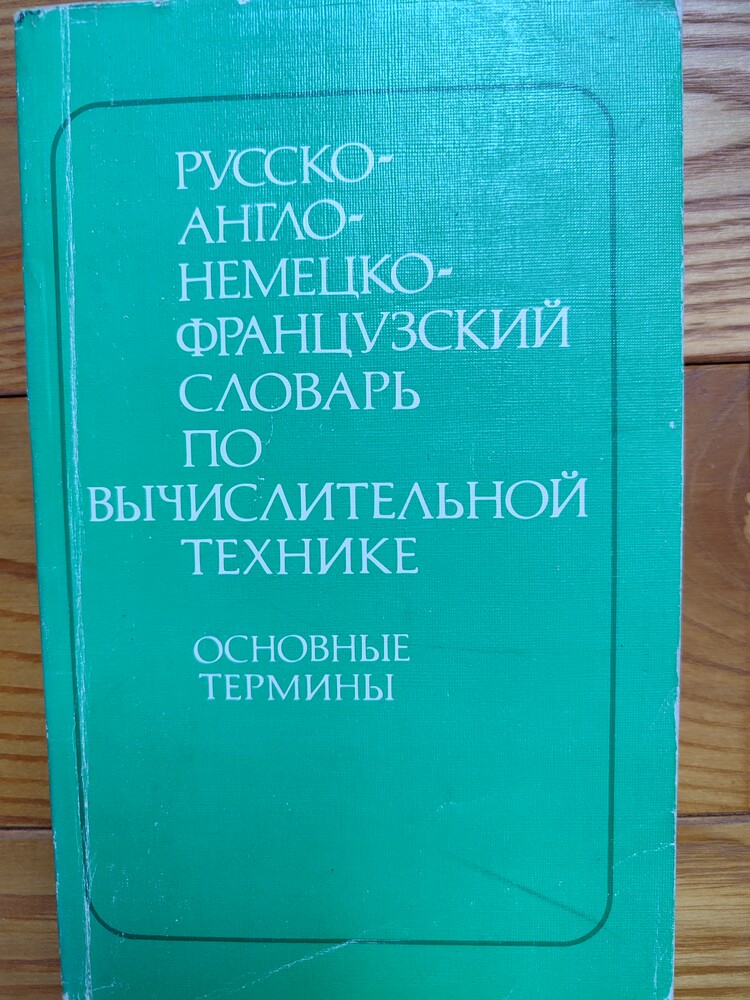 РУССКО-
АНГЛО-
НЕМЕЦКО-
ФРАНЦУЗСКИЙ
СЛОВАРЬ
ПО
ВЫЧИСЛИТЕЛЬНОЙ
ТЕХНИКЕ
ОСНОВНЫЕ
ТЕРМИНЫ